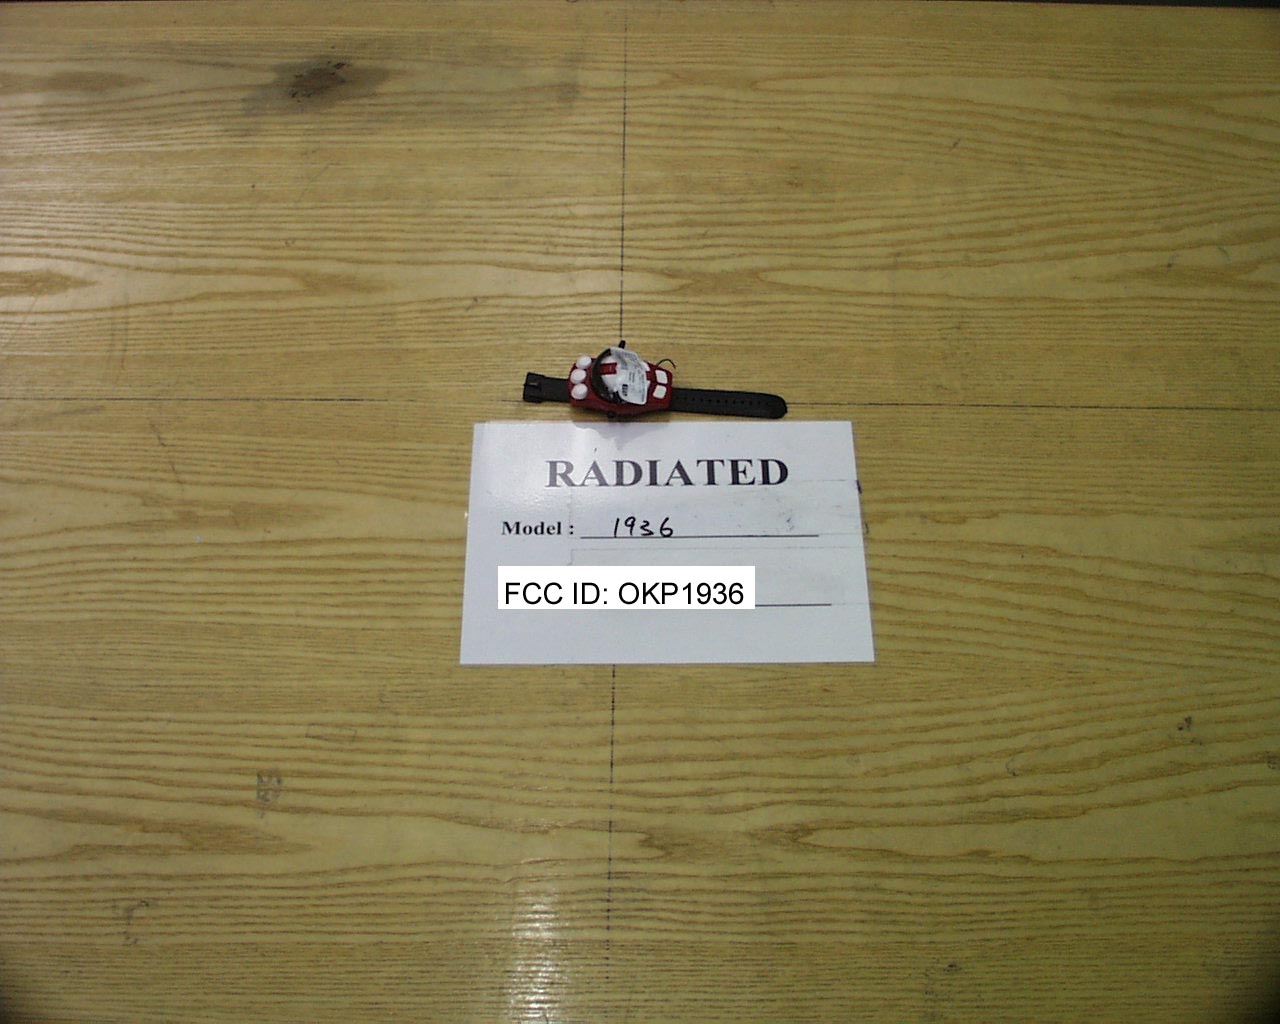 RADIATED
Model : 1936
FCC ID: OKP1936